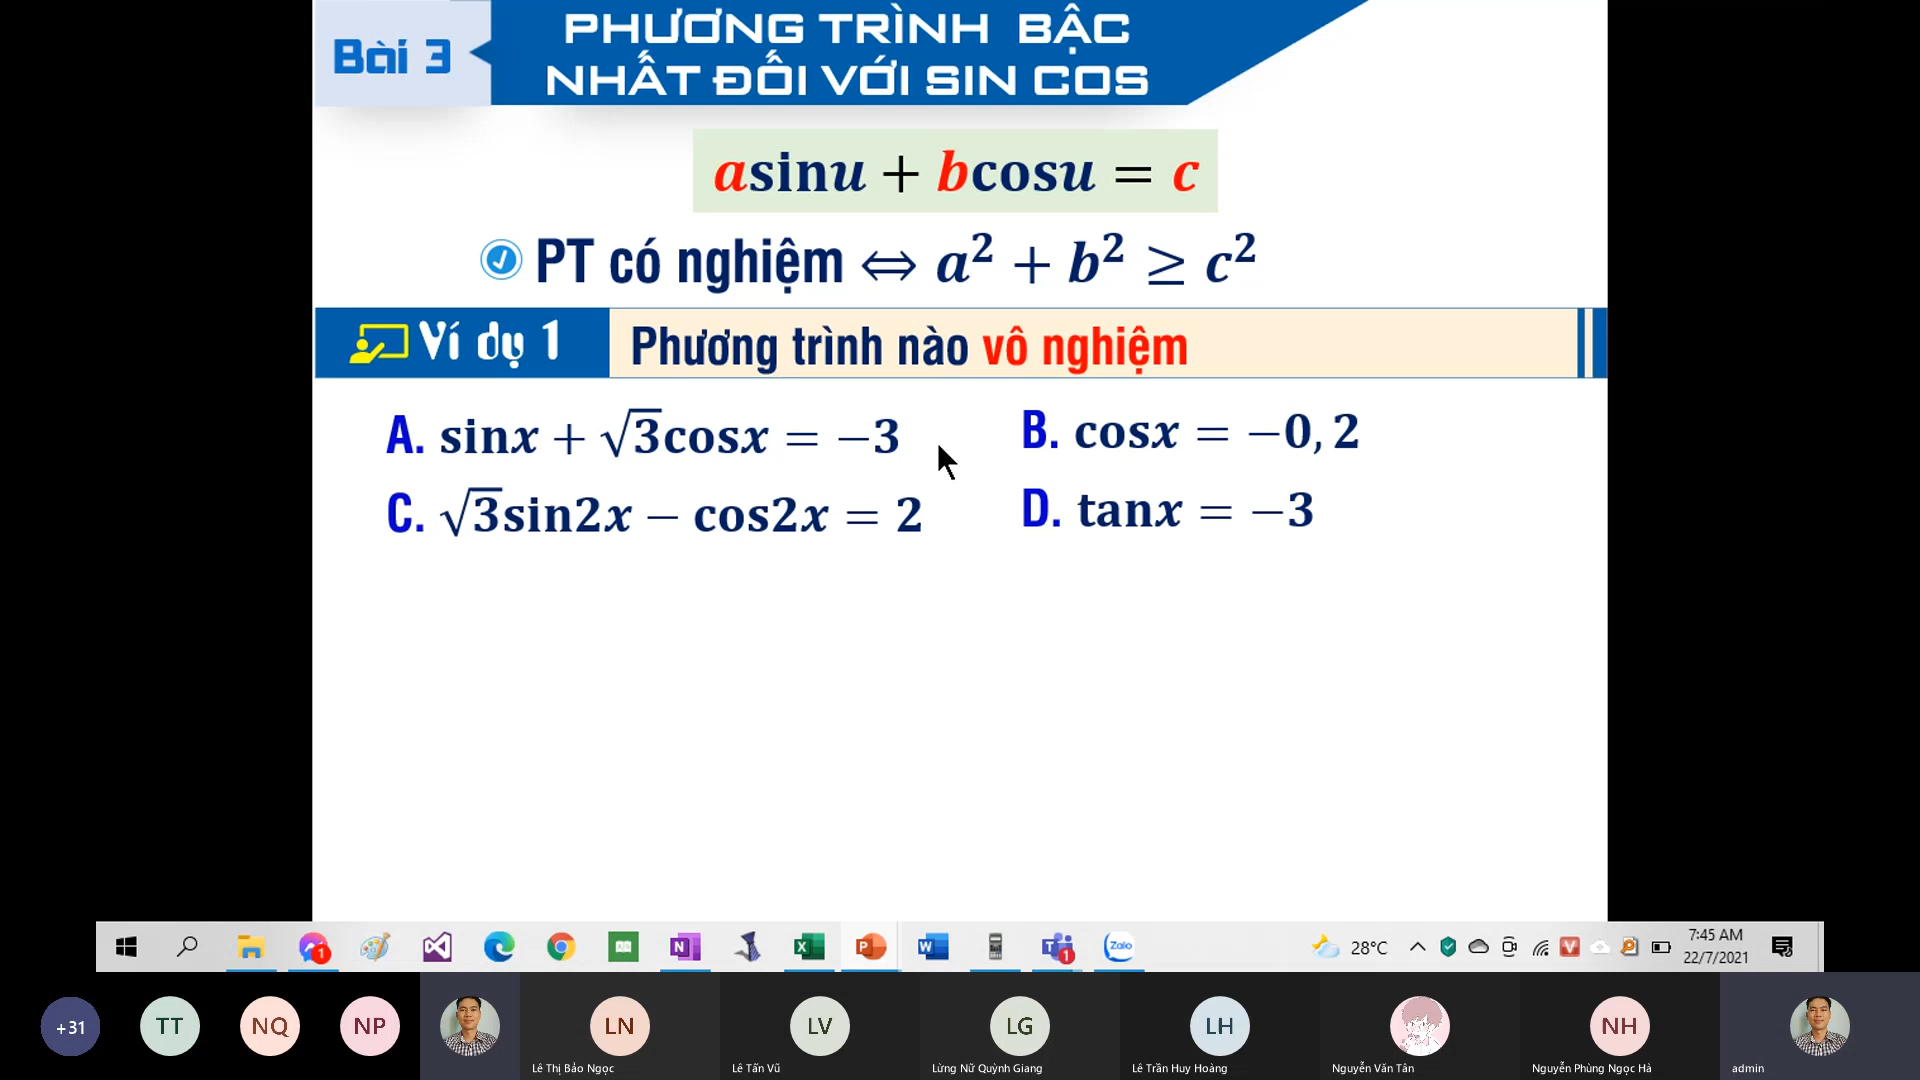 Bài 3
PHƯƠNG TRÌNH BẬC
NHẤT ĐỐI VỚI SIN COS
asinu + bcosu = c
PT có nghiệm ⇔ a² + b² ≥ c²
Ví dụ 1
Phương trình nào vô nghiệm
A. sinx + √3cosx = −3
B. cosx = −0, 2
C. √3sin2x − cos2x = 2
D. tanx = −3
1
N
X
P
W
T
1
Zalo
28°C
V
7:45 AM
22/7/2021
+31
TT
NQ
NP
LN
LV
LG
LH
NH
Lê Thị Bảo Ngọc
Lê Tấn Vũ
Lừng Nữ Quỳnh Giang
Lê Trần Huy Hoàng
Nguyễn Văn Tân
Nguyễn Phùng Ngọc Hà
admin